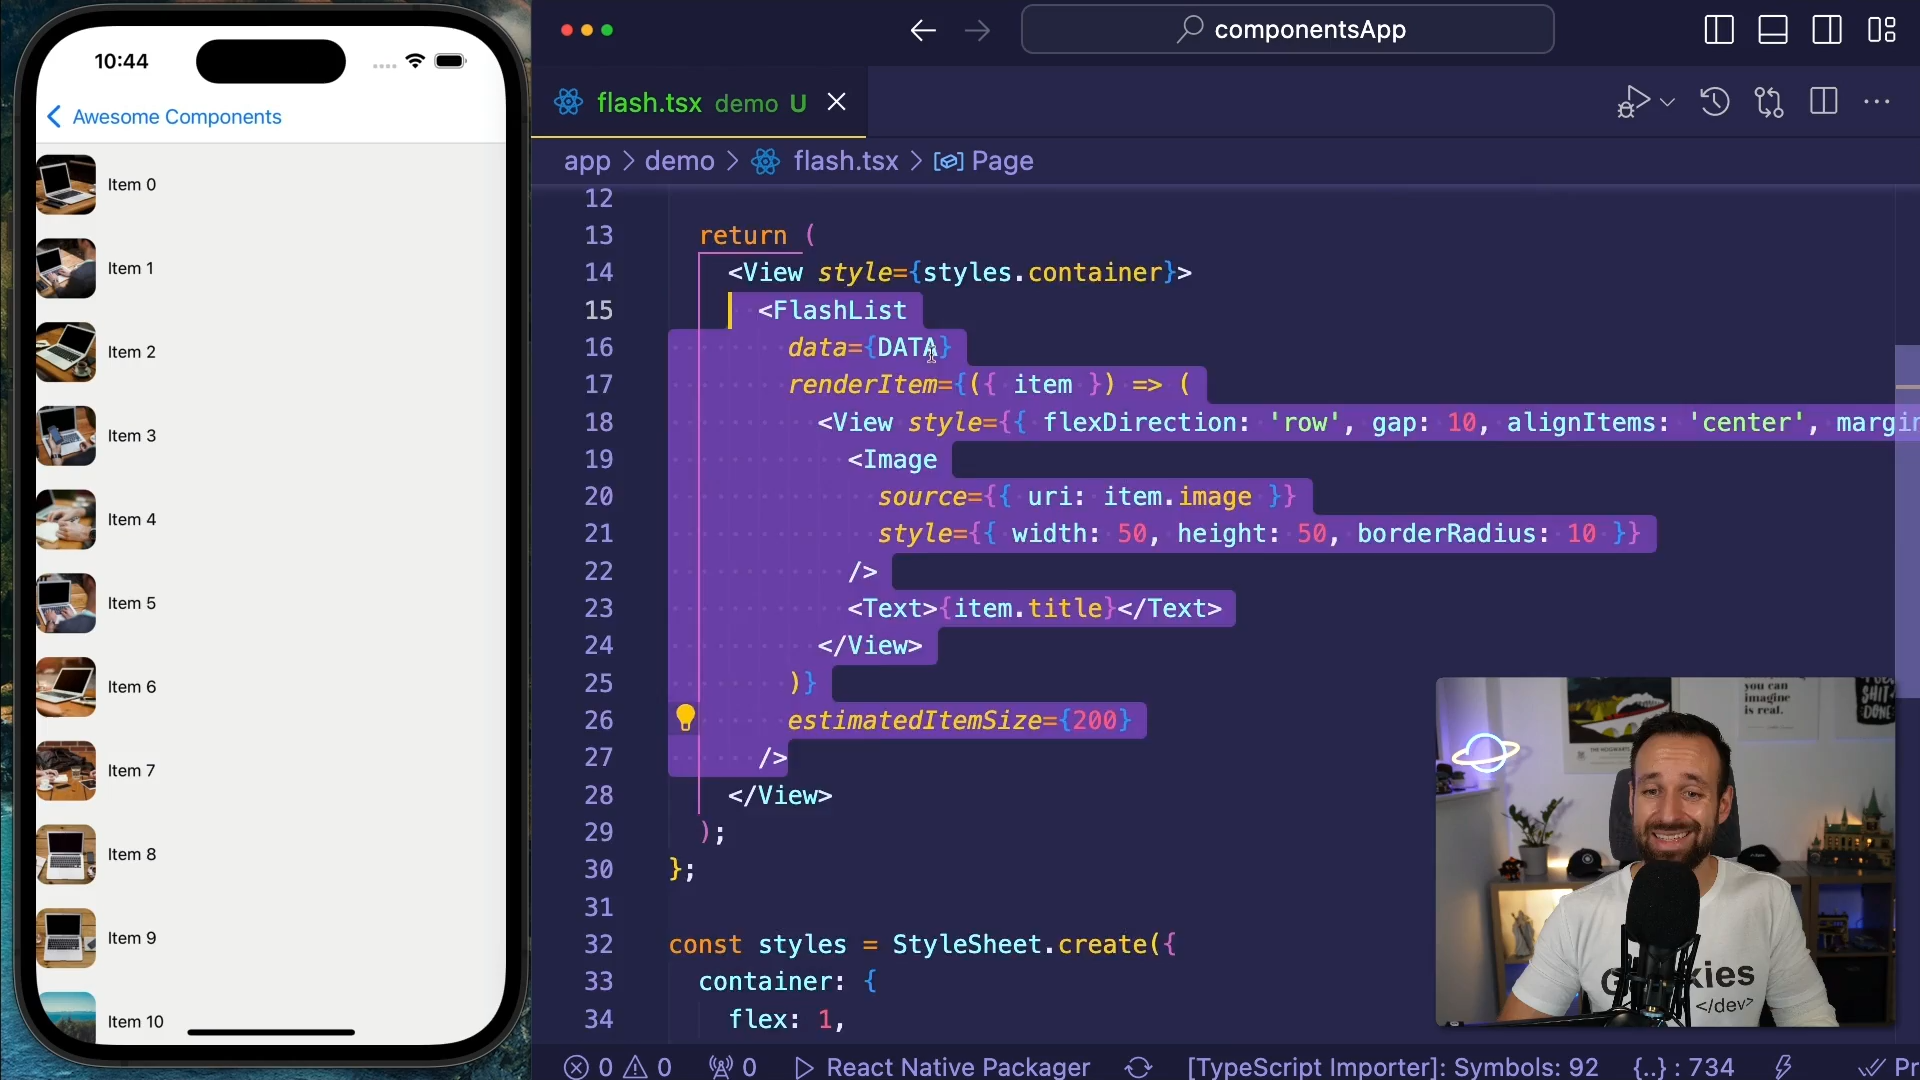 10:44
Awesome Components
Item 0
Item 1
Item 2
Item 3
Item 4
Item 5
Item 6
Item 7
Item 8
Item 9
Item 10
componentsApp
flash.tsx demo U
app > demo > flash.tsx > Page
12
13 return (
14 <View style={styles.container}>
15 <FlashList
16 data={DATA}
17 renderItem={({ item }) => (
18 <View style={{ flexDirection: 'row', gap: 10, alignItems: 'center', margin
19 <Image
20 source={{ uri: item.image }}
21 style={{ width: 50, height: 50, borderRadius: 10 }}
22 />
23 <Text>{item.title}</Text>
24 </View>
25 )}
26 estimatedItemSize={200}
27 />
28 </View>
29 );
30 };
31
32 const styles = StyleSheet.create({
33 container: {
34 flex: 1,
you can
imagine
is real.
SHIT
DONE
</dev>
0 0 0 React Native Packager [TypeScript Importer]: Symbols: 92 {..} : 734 Pr